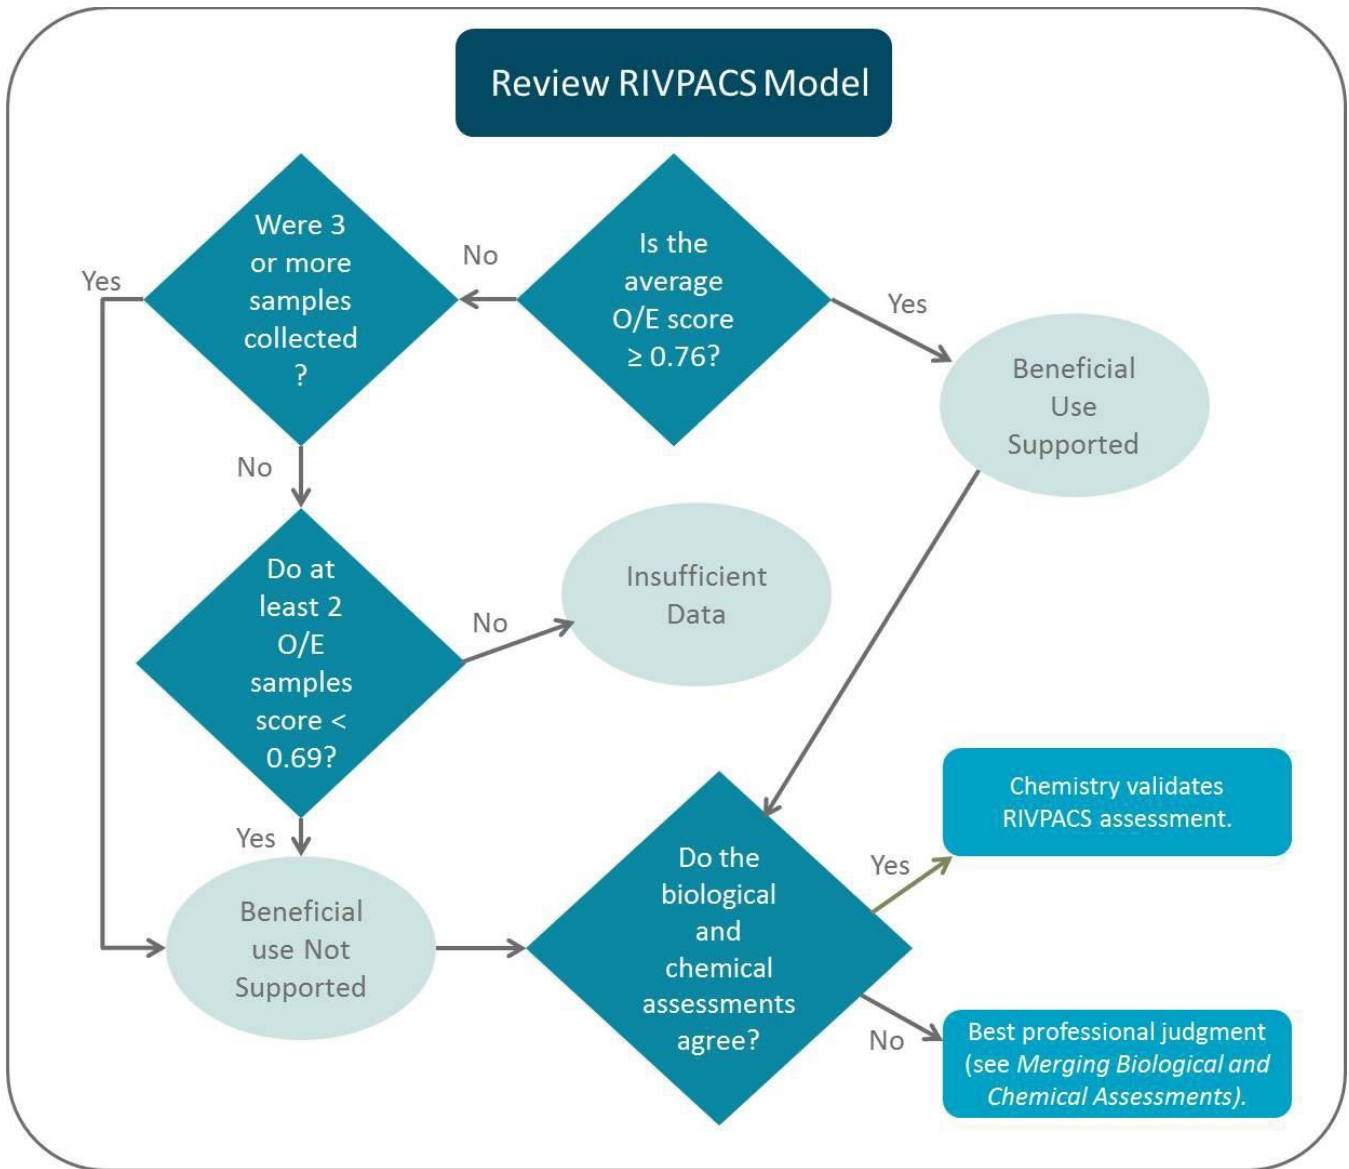 Review RIVPACS Model
Were 3
or more
samples
collected
?
No
Is the
average
O/E score
≥ 0.76?
Yes
Yes
Beneficial
Use
Supported
No
Do at
least 2
O/E
samples
score <
0.69?
No
Insufficient
Data
Yes
Beneficial
use Not
Supported
Do the
biological
and
chemical
assessments
agree?
Yes
Chemistry validates
RIVPACS assessment.
No
Best professional judgment
(see Merging Biological and
Chemical Assessments).